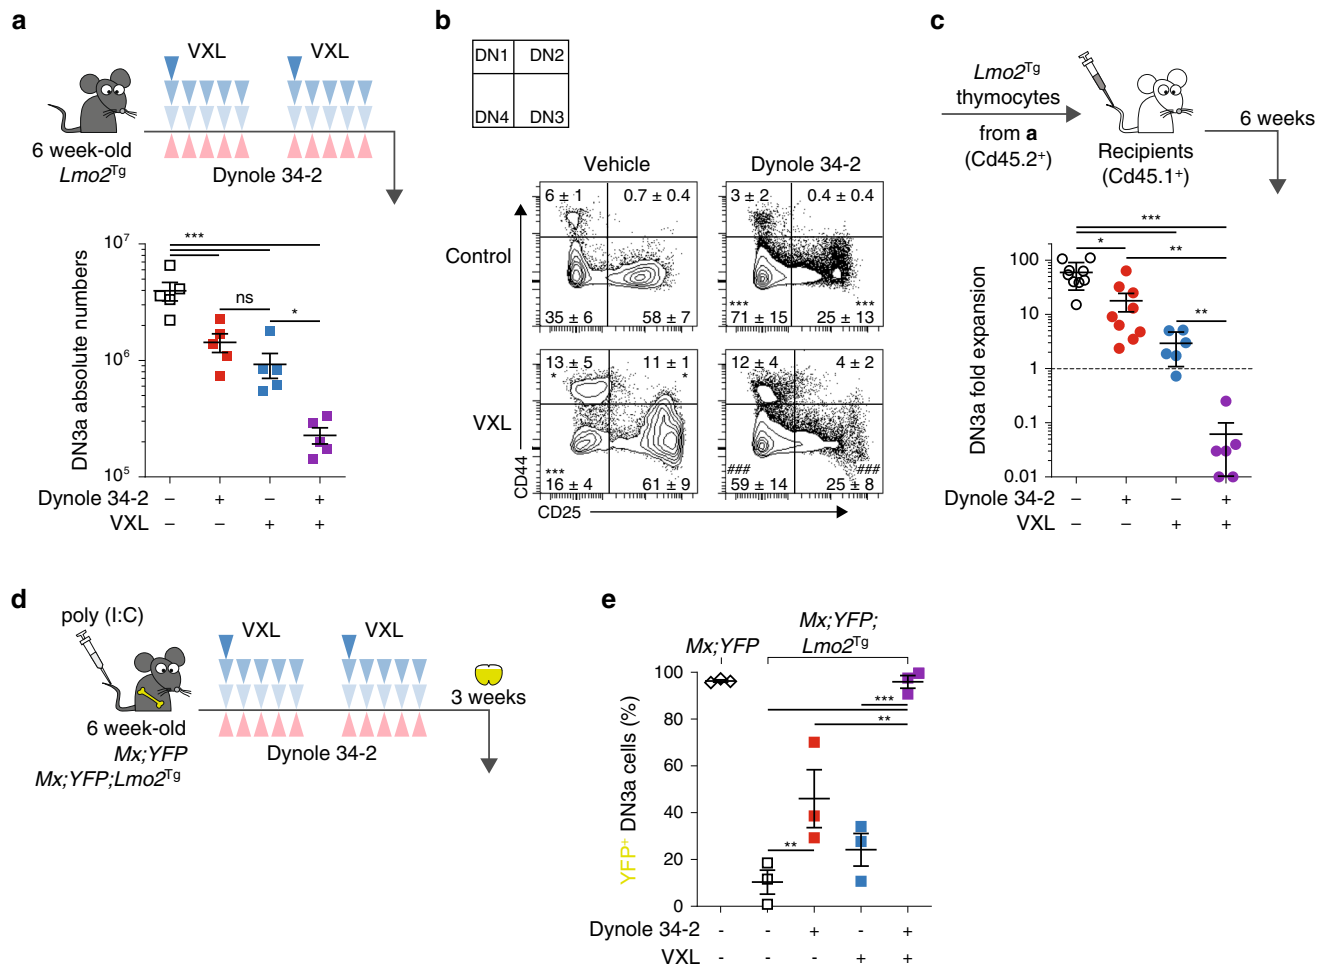 a
VXL VXL
6 week-old
Lmo2Tg
Dynole 34-2
DN3a absolute numbers
10^7
10^6
10^5
***
ns
*
Dynole 34-2 – + – +
VXL – – + +
b
DN1 DN2
DN4 DN3
Vehicle Dynole 34-2
Control
6 ± 1 0.7 ± 0.4
35 ± 6 58 ± 7
3 ± 2 0.4 ± 0.4
*** ***
71 ± 15 25 ± 13
VXL
13 ± 5 11 ± 1
* *
***
16 ± 4 61 ± 9
12 ± 4 4 ± 2
### ###
59 ± 14 25 ± 8
CD44
CD25
c
Lmo2Tg
thymocytes
from a
(Cd45.2+)
Recipients
(Cd45.1+)
6 weeks
DN3a fold expansion
100
10
1
0.1
0.01
***
* **
**
Dynole 34-2 – + – +
VXL – – + +
d
poly (I:C)
VXL VXL
3 weeks
6 week-old
Mx;YFP
Mx;YFP;Lmo2Tg
Dynole 34-2
e
Mx;YFP
Mx;YFP;
Lmo2Tg
YFP+ DN3a cells (%)
100
80
60
40
20
0
***
**
**
Dynole 34-2 - - + - +
VXL - - - + +